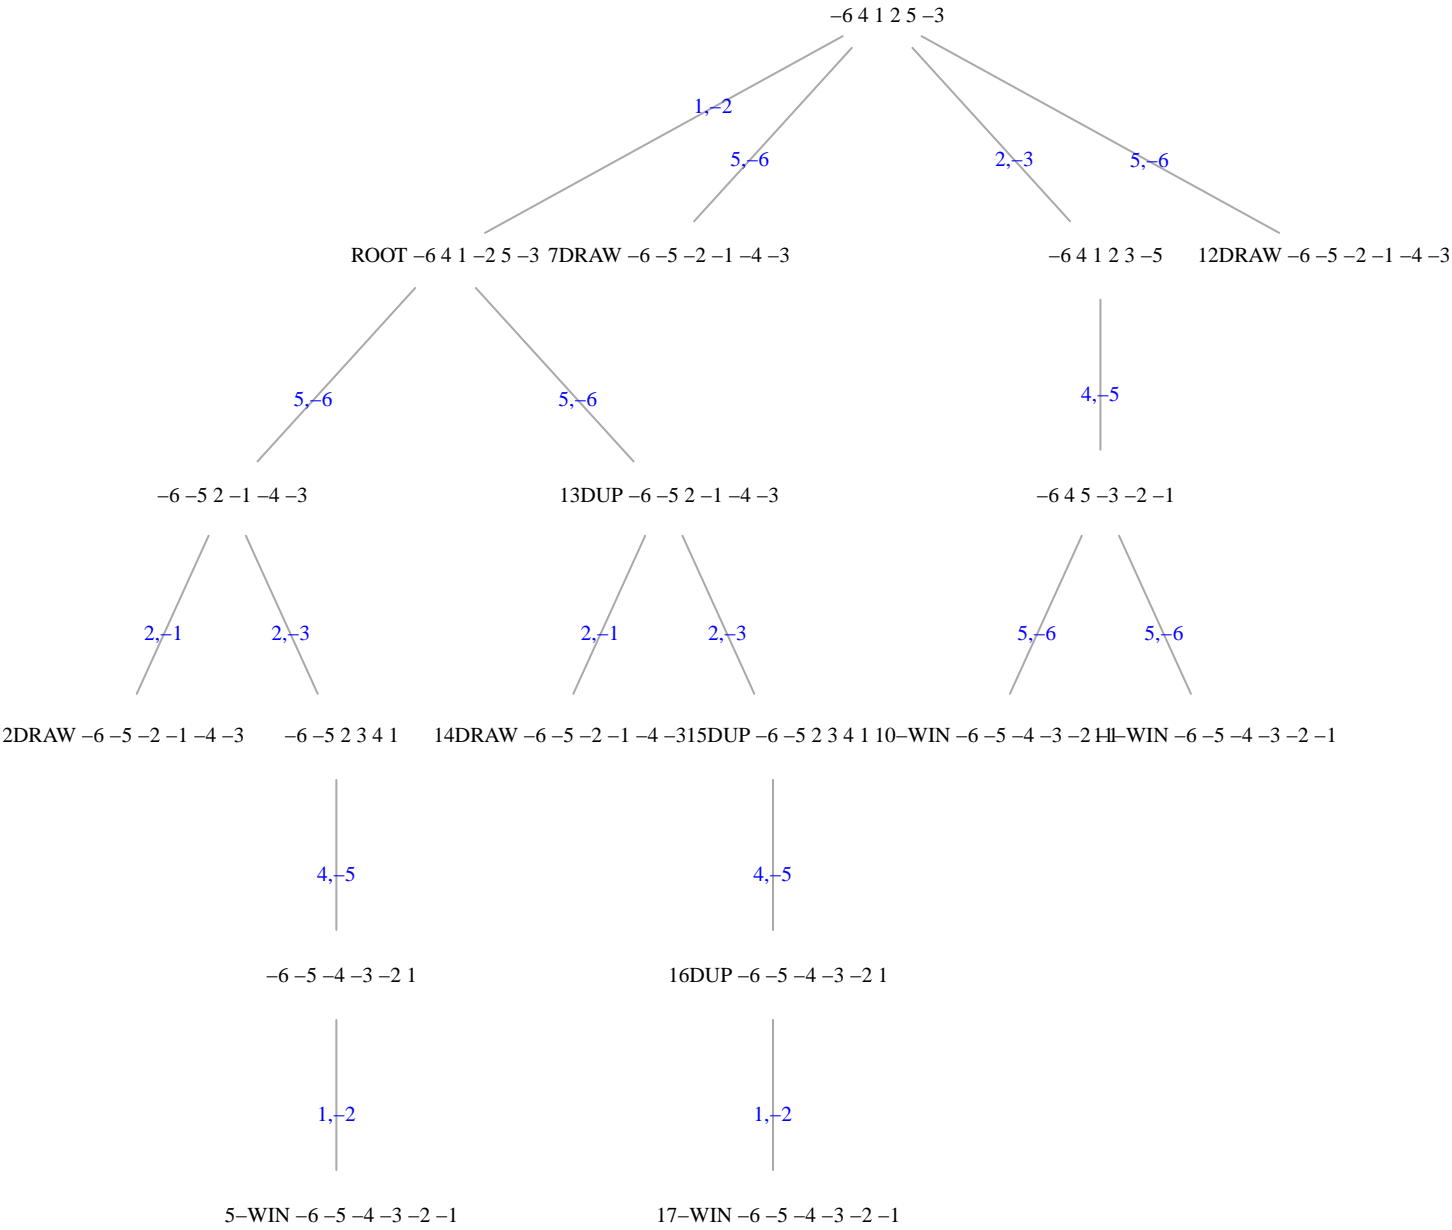 –6 4 1 2 5 –3
1,–2
5,–6
2,–3
5,–6
ROOT –6 4 1 –2 5 –3
7DRAW –6 –5 –2 –1 –4 –3
–6 4 1 2 3 –5
12DRAW –6 –5 –2 –1 –4 –3
5,–6
5,–6
4,–5
–6 –5 2 –1 –4 –3
13DUP –6 –5 2 –1 –4 –3
–6 4 5 –3 –2 –1
2,–1
2,–3
2,–1
2,–3
5,–6
5,–6
2DRAW –6 –5 –2 –1 –4 –3
–6 –5 2 3 4 1
14DRAW –6 –5 –2 –1 –4 –3
15DUP –6 –5 2 3 4 1
10–WIN –6 –5 –4 –3 –2 –1
11–WIN –6 –5 –4 –3 –2 –1
4,–5
4,–5
–6 –5 –4 –3 –2 1
16DUP –6 –5 –4 –3 –2 1
1,–2
1,–2
5–WIN –6 –5 –4 –3 –2 –1
17–WIN –6 –5 –4 –3 –2 –1